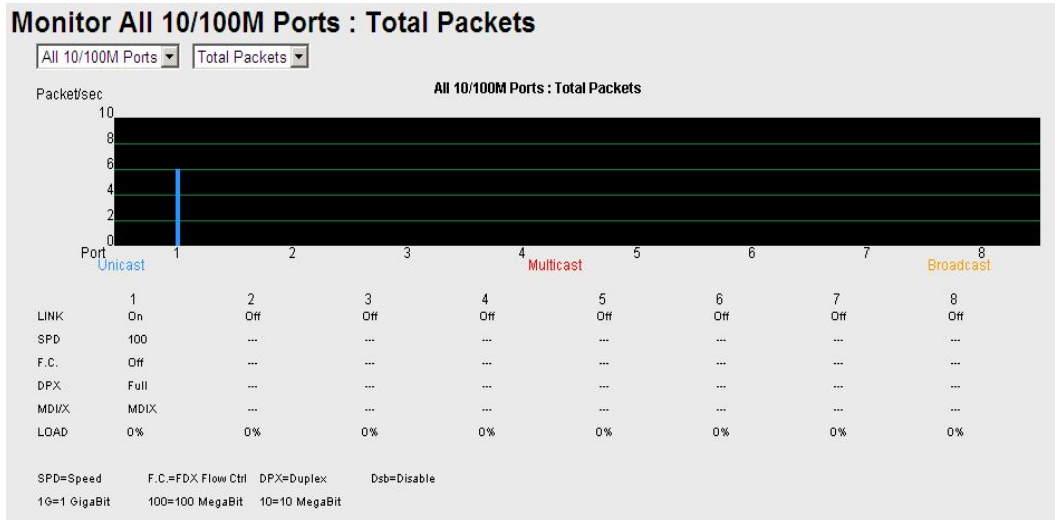 Monitor All 10/100M Ports : Total Packets
All 10/100M Ports Total Packets
All 10/100M Ports : Total Packets
Packet/sec
10
8
6
4
2
0
Port 1 2 3 4 5 6 7 8
Unicast Multicast Broadcast
1 2 3 4 5 6 7 8
LINK On Off Off Off Off Off Off Off
SPD 100 --- --- --- --- --- --- ---
F.C. Off --- --- --- --- --- --- ---
DPX Full --- --- --- --- --- --- ---
MDI/X MDIX --- --- --- --- --- --- ---
LOAD 0% 0% 0% 0% 0% 0% 0% 0%
SPD=Speed F.C.=FDX Flow Ctrl DPX=Duplex Dsb=Disable
1G=1 GigaBit 100=100 MegaBit 10=10 MegaBit